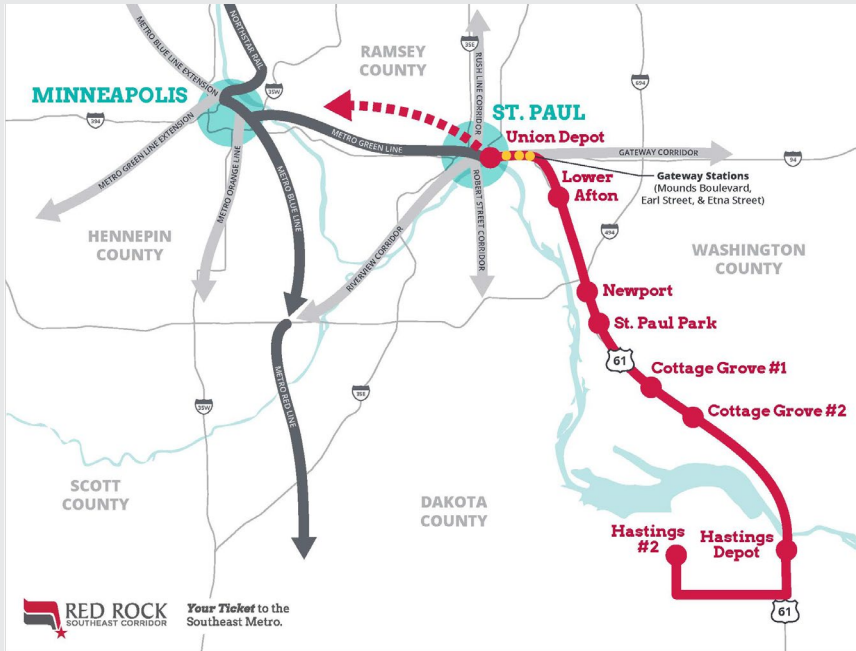 NORTHSTAR RAIL
METRO BLUE LINE EXTENSION
RAMSEY
COUNTY
35E
RUSH LINE CORRIDOR
694
MINNEAPOLIS
35W
394
METRO GREEN LINE EXTENSION
METRO ORANGE LINE
METRO BLUE LINE
METRO GREEN LINE
ST. PAUL
Union Depot
GATEWAY CORRIDOR
94
Gateway Stations
(Mounds Boulevard,
Earl Street, & Etna Street)
Lower
Afton
ROBERT STREET CORRIDOR
RIVERVIEW CORRIDOR
494
HENNEPIN
COUNTY
WASHINGTON
COUNTY
Newport
St. Paul Park
61
Cottage Grove #1
Cottage Grove #2
METRO RED LINE
35W
35E
SCOTT
COUNTY
DAKOTA
COUNTY
Hastings
#2
Hastings
Depot
61
RED ROCK
SOUTHEAST CORRIDOR
Your Ticket to the
Southeast Metro.